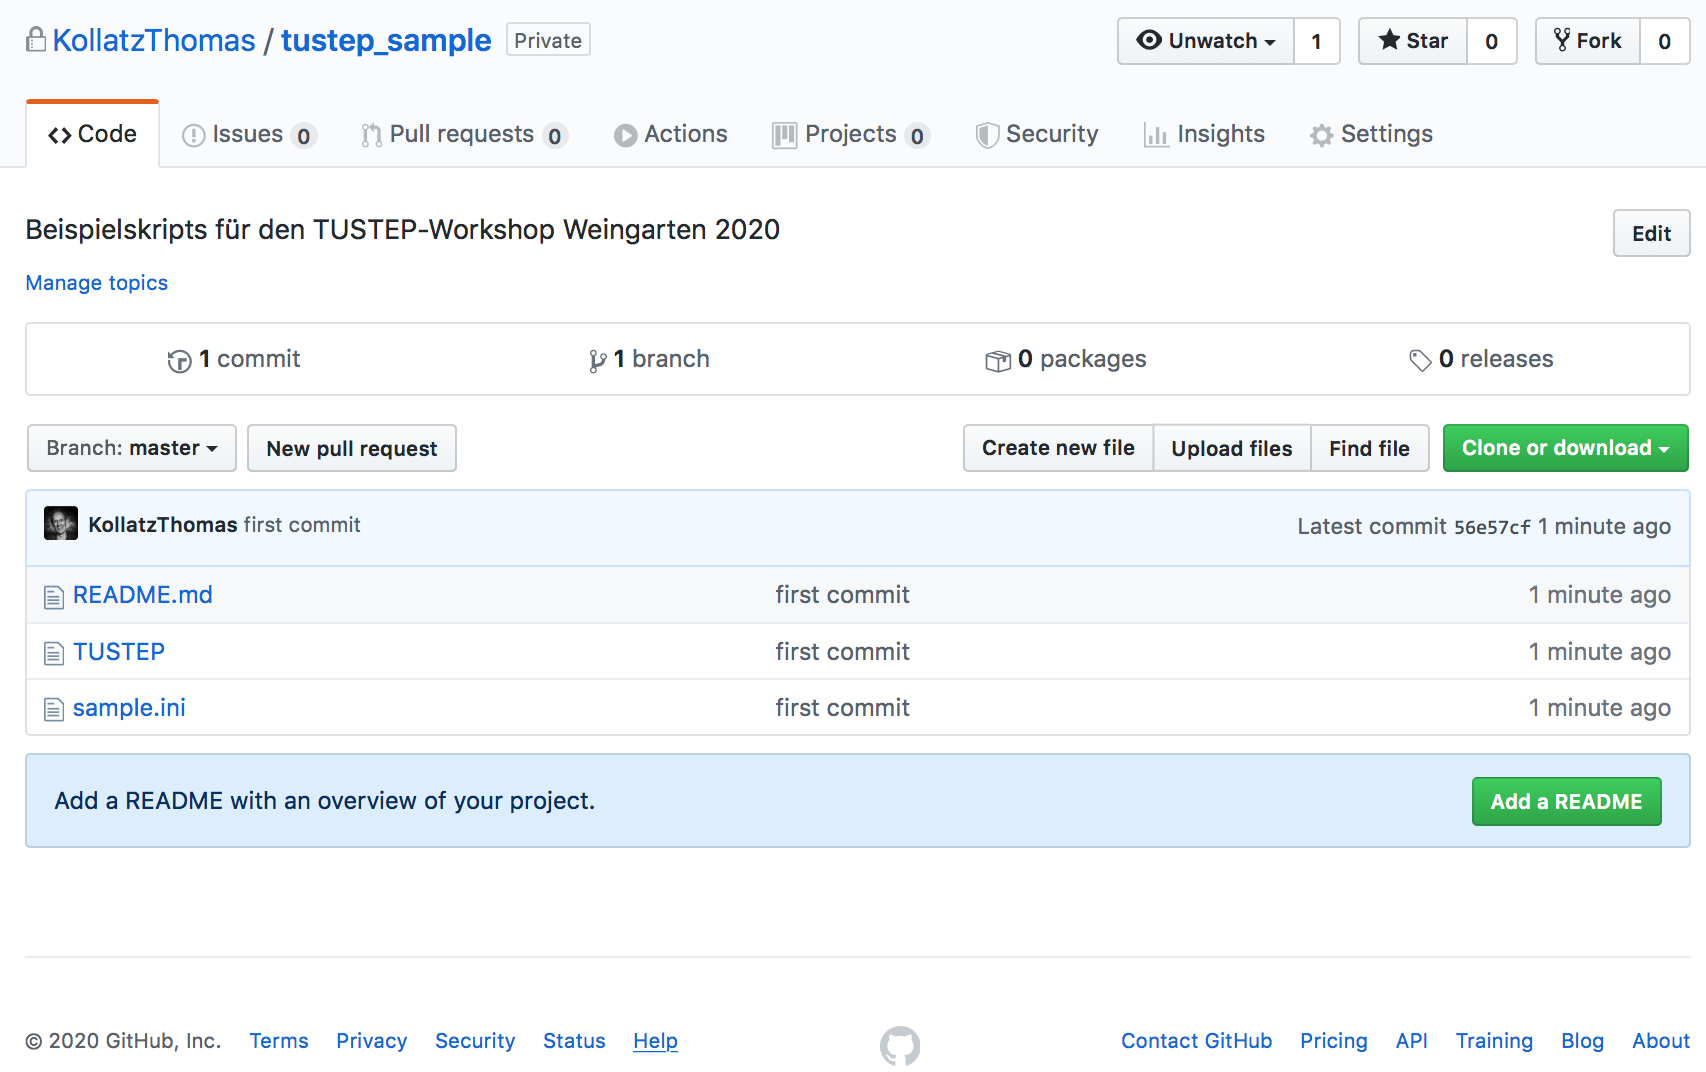 KollatzThomas / tustep_sample Private Unwatch 1 Star 0 Fork 0
Code Issues 0 Pull requests 0 Actions Projects 0 Security Insights Settings
Beispielskripts für den TUSTEP-Workshop Weingarten 2020 Edit
Manage topics
1 commit 1 branch 0 packages 0 releases
Branch: master New pull request Create new file Upload files Find file Clone or download
KollatzThomas first commit Latest commit 56e57cf 1 minute ago
README.md first commit 1 minute ago
TUSTEP first commit 1 minute ago
sample.ini first commit 1 minute ago
Add a README with an overview of your project. Add a README
© 2020 GitHub, Inc. Terms Privacy Security Status Help Contact GitHub Pricing API Training Blog About